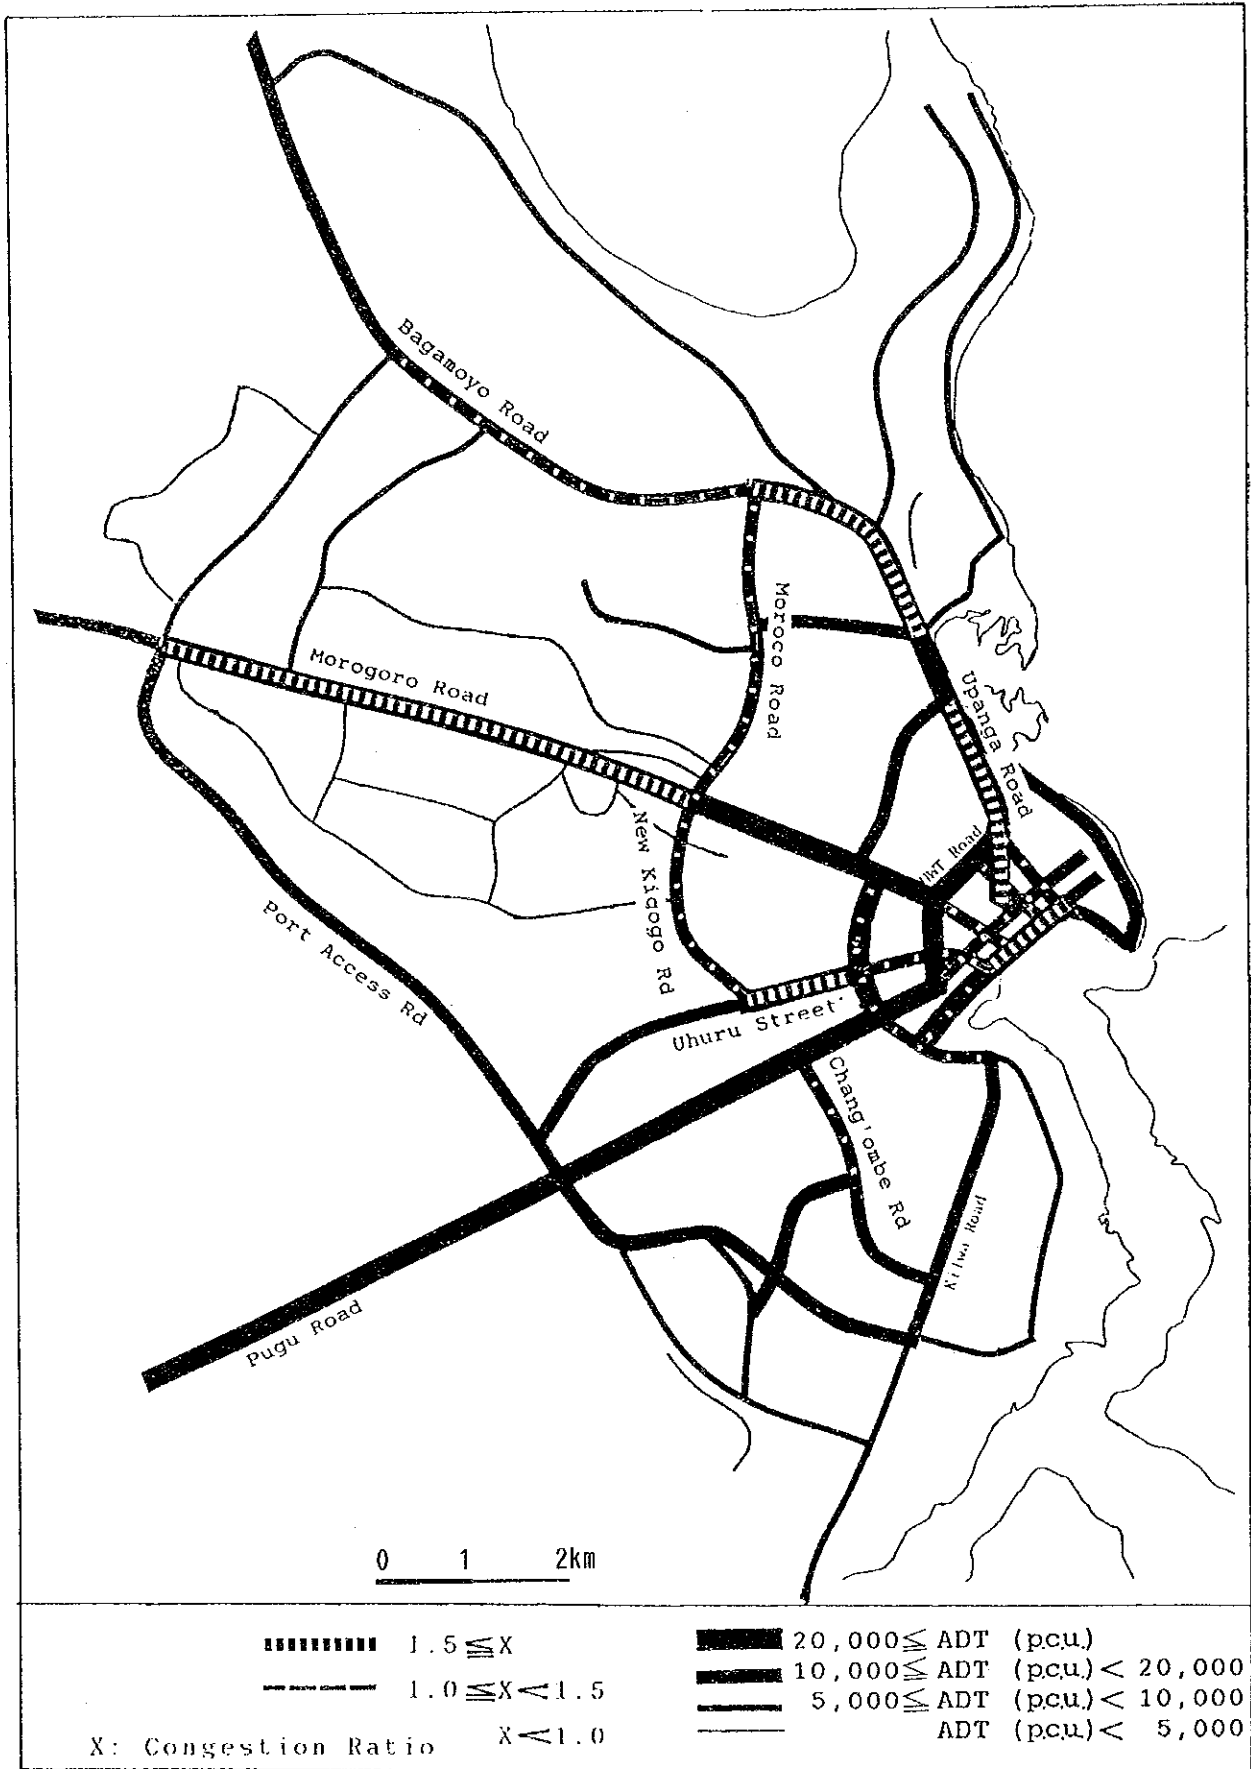 Bagamoyo Road
Moroco Road
Morogoro Road
Upanga Road
UWT Road
New Kigogo Rd
Port Access Rd
Uhuru Street
Chang'ombe Rd
Kilwa Road
Pugu Road
0 1 2km
1.5≦X
1.0≦X<1.5
X<1.0
X: Congestion Ratio
20,000≦ ADT (p.c.u.)
10,000≦ ADT (p.c.u.)< 20,000
5,000≦ ADT (p.c.u.)< 10,000
ADT (p.c.u.)< 5,000